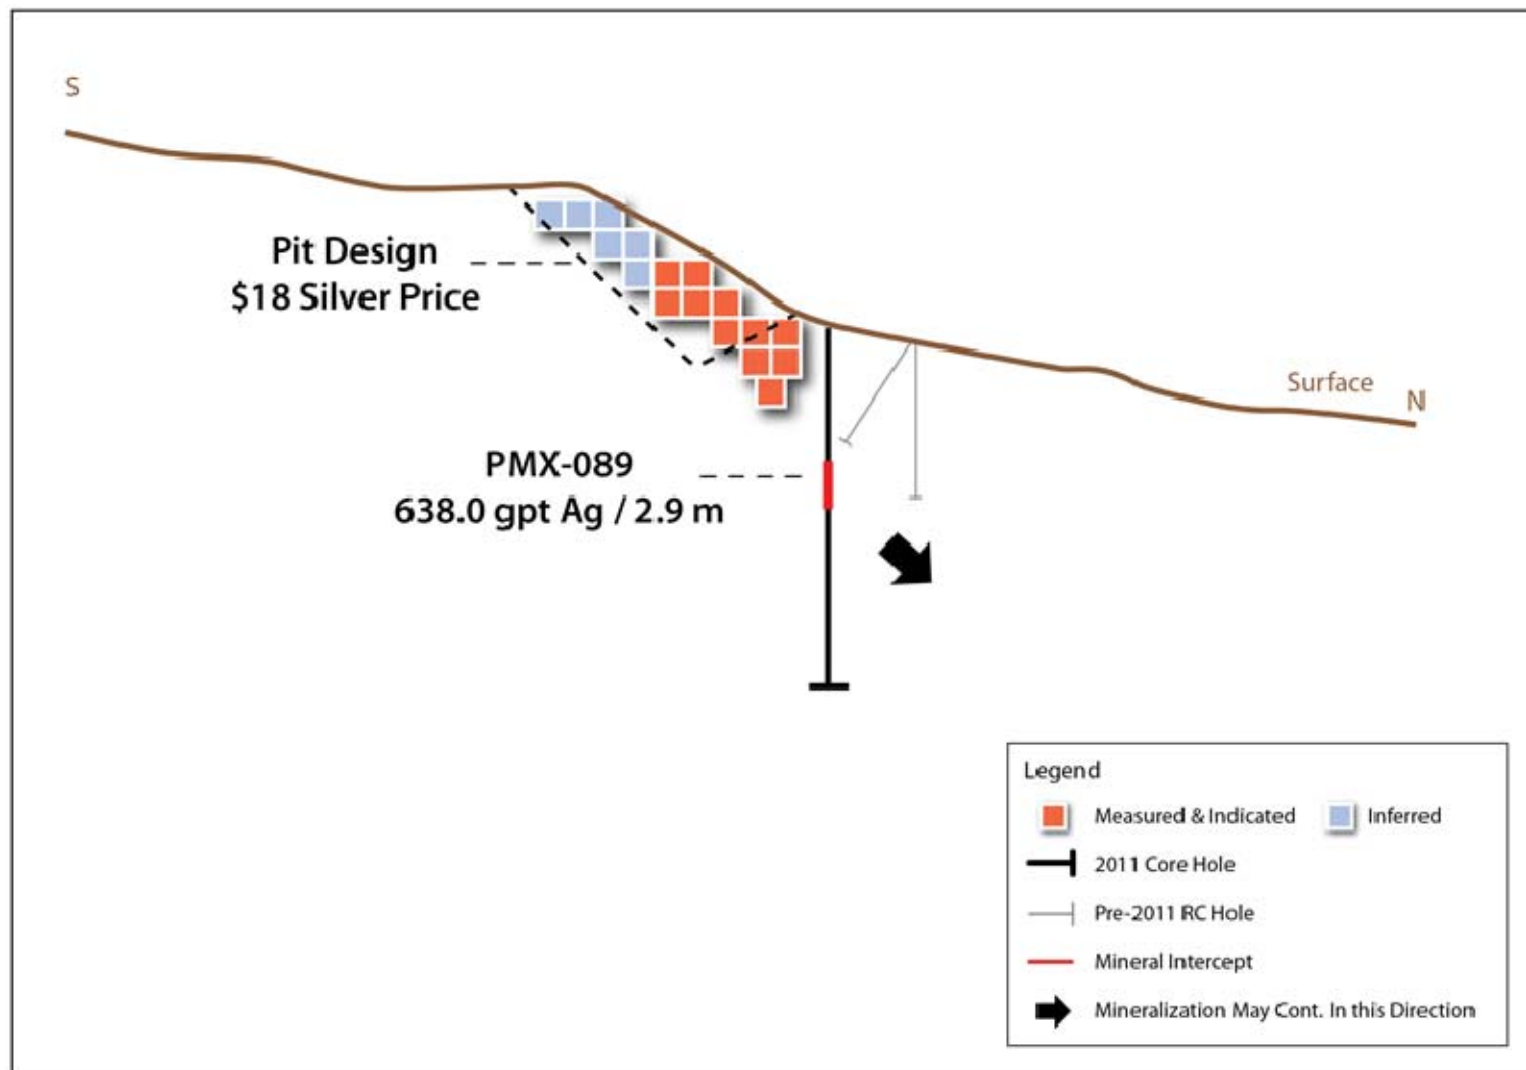 S
Pit Design
$18 Silver Price
Surface
N
PMX-089
638.0 gpt Ag / 2.9 m
Legend
Measured & Indicated
Inferred
2011 Core Hole
Pre-2011 RC Hole
Mineral Intercept
Mineralization May Cont. In this Direction